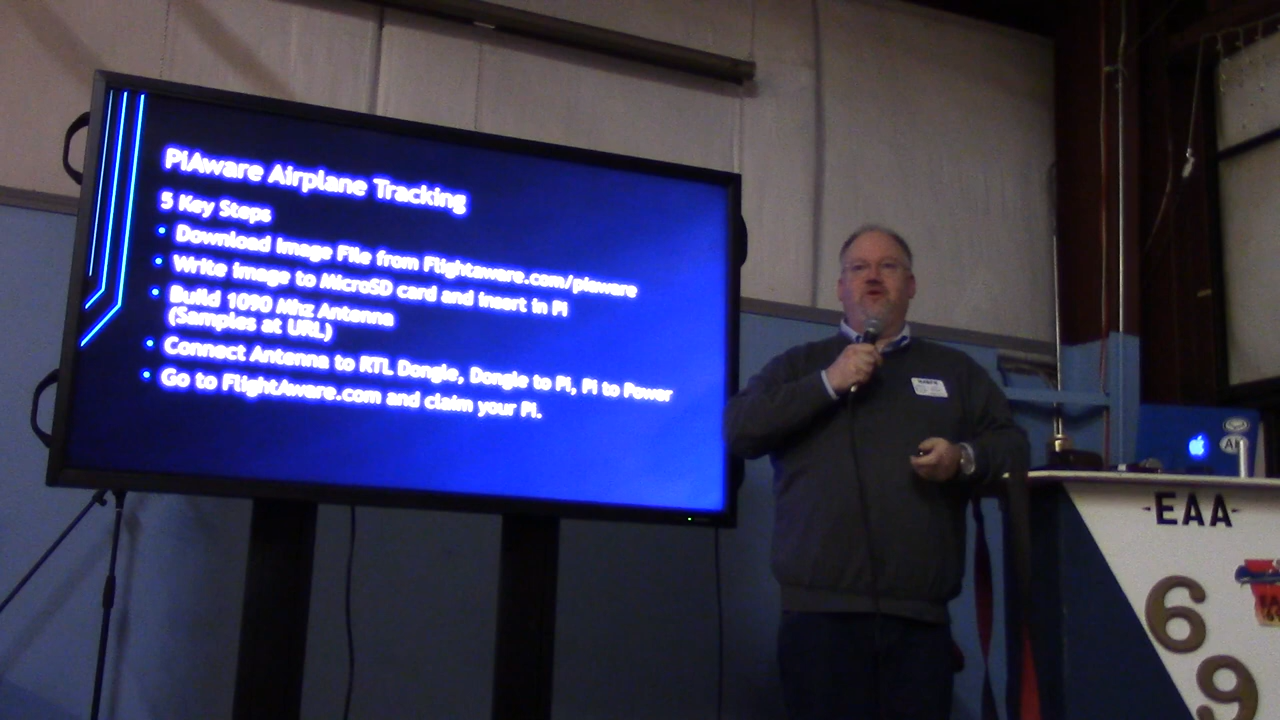 PiAware Airplane Tracking
5 Key Steps
• Download Image File from Flightaware.com/piaware
• Write image to MicroSD card and insert in Pi
• Build 1090 Mhz Antenna
(Samples at URL)
• Connect Antenna to RTL Dongle, Dongle to Pi, Pi to Power
• Go to FlightAware.com and claim your Pi.
-EAA-
6
9